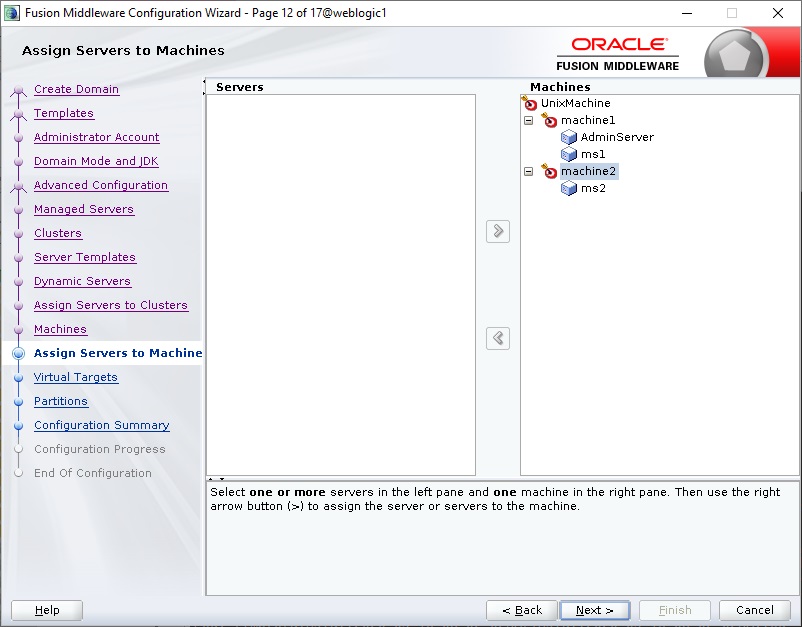 Fusion Middleware Configuration Wizard - Page 12 of 17@weblogic1
Assign Servers to Machines
ORACLE
FUSION MIDDLEWARE
Create Domain
Templates
Administrator Account
Domain Mode and JDK
Advanced Configuration
Managed Servers
Clusters
Server Templates
Dynamic Servers
Assign Servers to Clusters
Machines
Assign Servers to Machine
Virtual Targets
Partitions
Configuration Summary
Configuration Progress
End Of Configuration
Servers
Machines
UnixMachine
machine1
AdminServer
ms1
machine2
ms2
Select one or more servers in the left pane and one machine in the right pane. Then use the right
arrow button (>) to assign the server or servers to the machine.
Help
< Back
Next >
Finish
Cancel